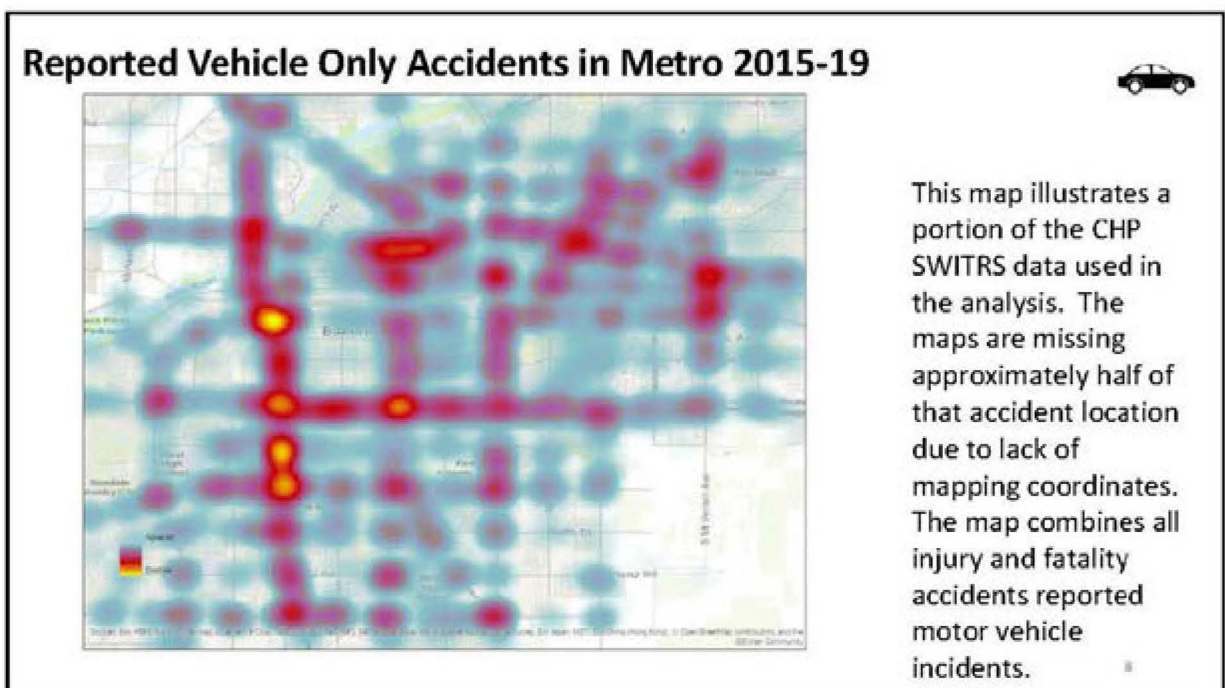 Reported Vehicle Only Accidents in Metro 2015-19
This map illustrates a
portion of the CHP
SWITRS data used in
the analysis. The
maps are missing
approximately half of
that accident location
due to lack of
mapping coordinates.
The map combines all
injury and fatality
accidents reported
motor vehicle
incidents.
8